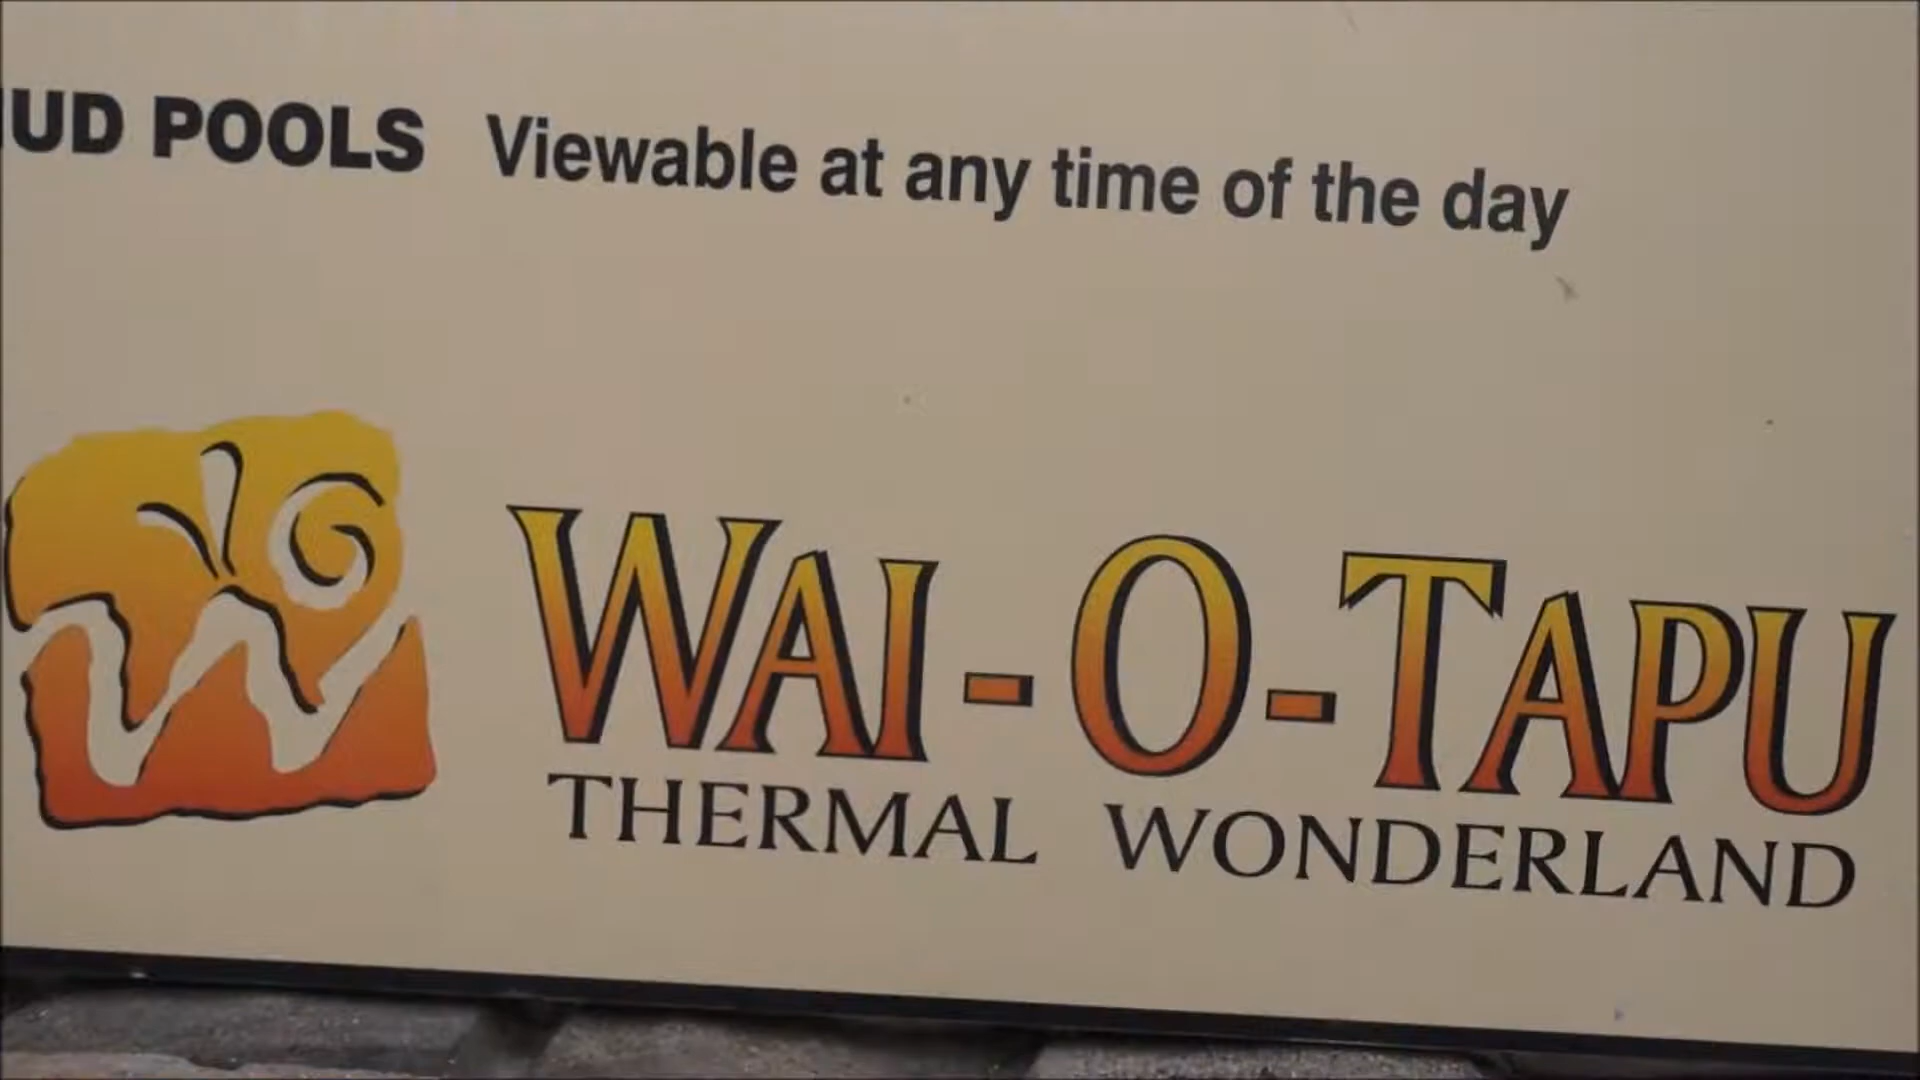 UD POOLS Viewable at any time of the day
WAI-O-TAPU
THERMAL WONDERLAND